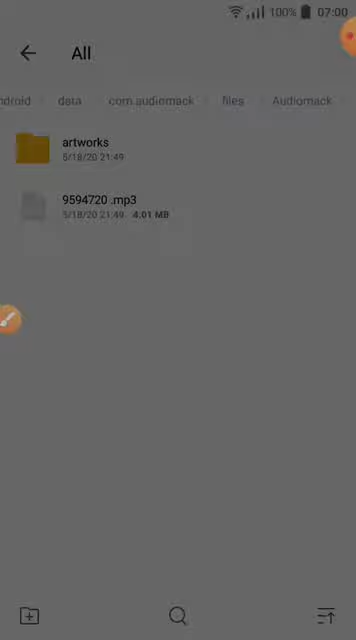 100% 07:00
All
ndroid data com.audiomack files Audiomack
artworks
5/18/20 21:49
9594720 .mp3
5/18/20 21:49 4.01 MB